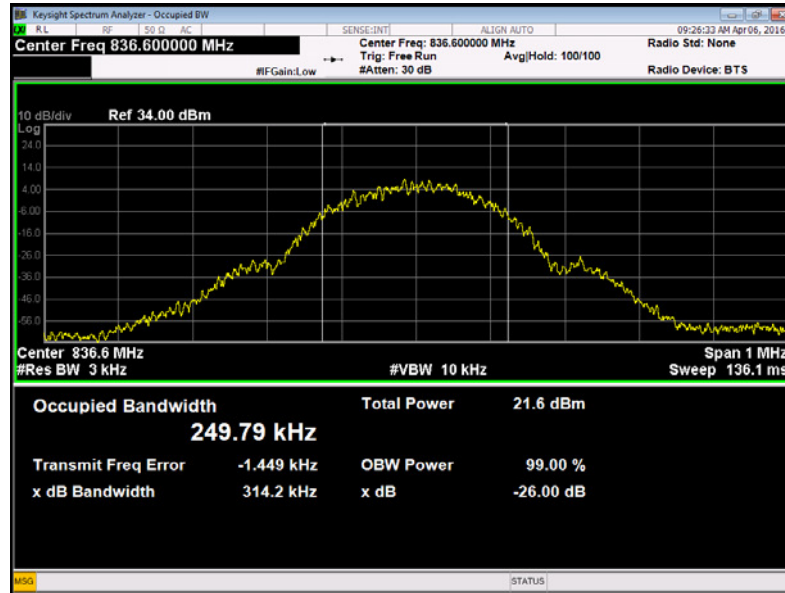 Keysight Spectrum Analyzer - Occupied BW
RL RF 50 Ω AC SENSE:INT ALIGN AUTO 09:26:33 AM Apr 06, 2016
Center Freq 836.600000 MHz Center Freq: 836.600000 MHz Radio Std: None
Trig: Free Run Avg|Hold: 100/100
#IFGain:Low #Atten: 30 dB Radio Device: BTS
10 dB/div Ref 34.00 dBm
Log
24.0
14.0
4.00
-6.00
-16.0
-26.0
-36.0
-46.0
-56.0
Center 836.6 MHz Span 1 MHz
#Res BW 3 kHz #VBW 10 kHz Sweep 136.1 ms
Occupied Bandwidth Total Power 21.6 dBm
249.79 kHz
Transmit Freq Error -1.449 kHz OBW Power 99.00 %
x dB Bandwidth 314.2 kHz x dB -26.00 dB
MSG STATUS